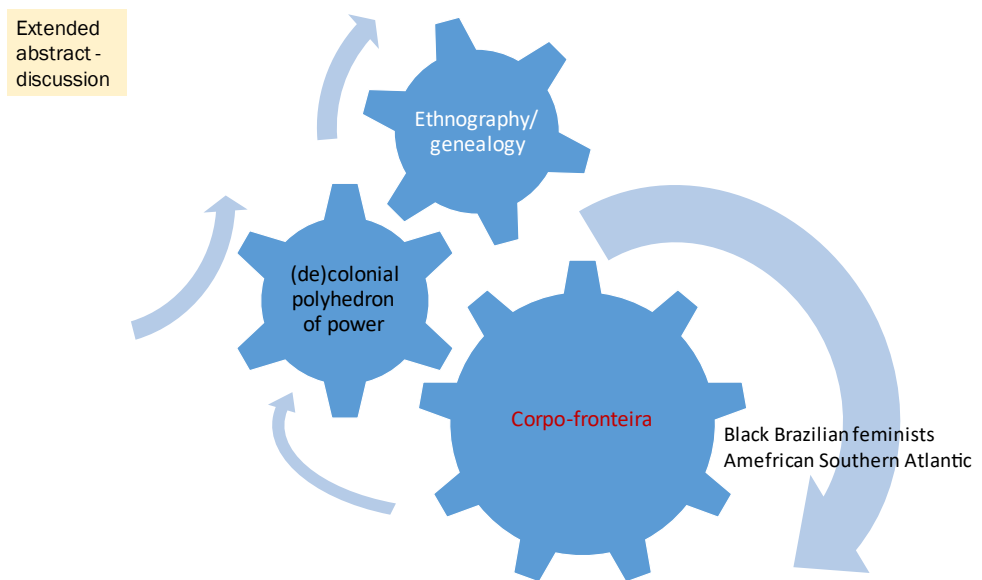 Extended
abstract -
discussion
Ethnography/
genealogy
(de)colonial
polyhedron
of power
Corpo-fronteira
Black Brazilian feminists
Amefrican Southern Atlantic